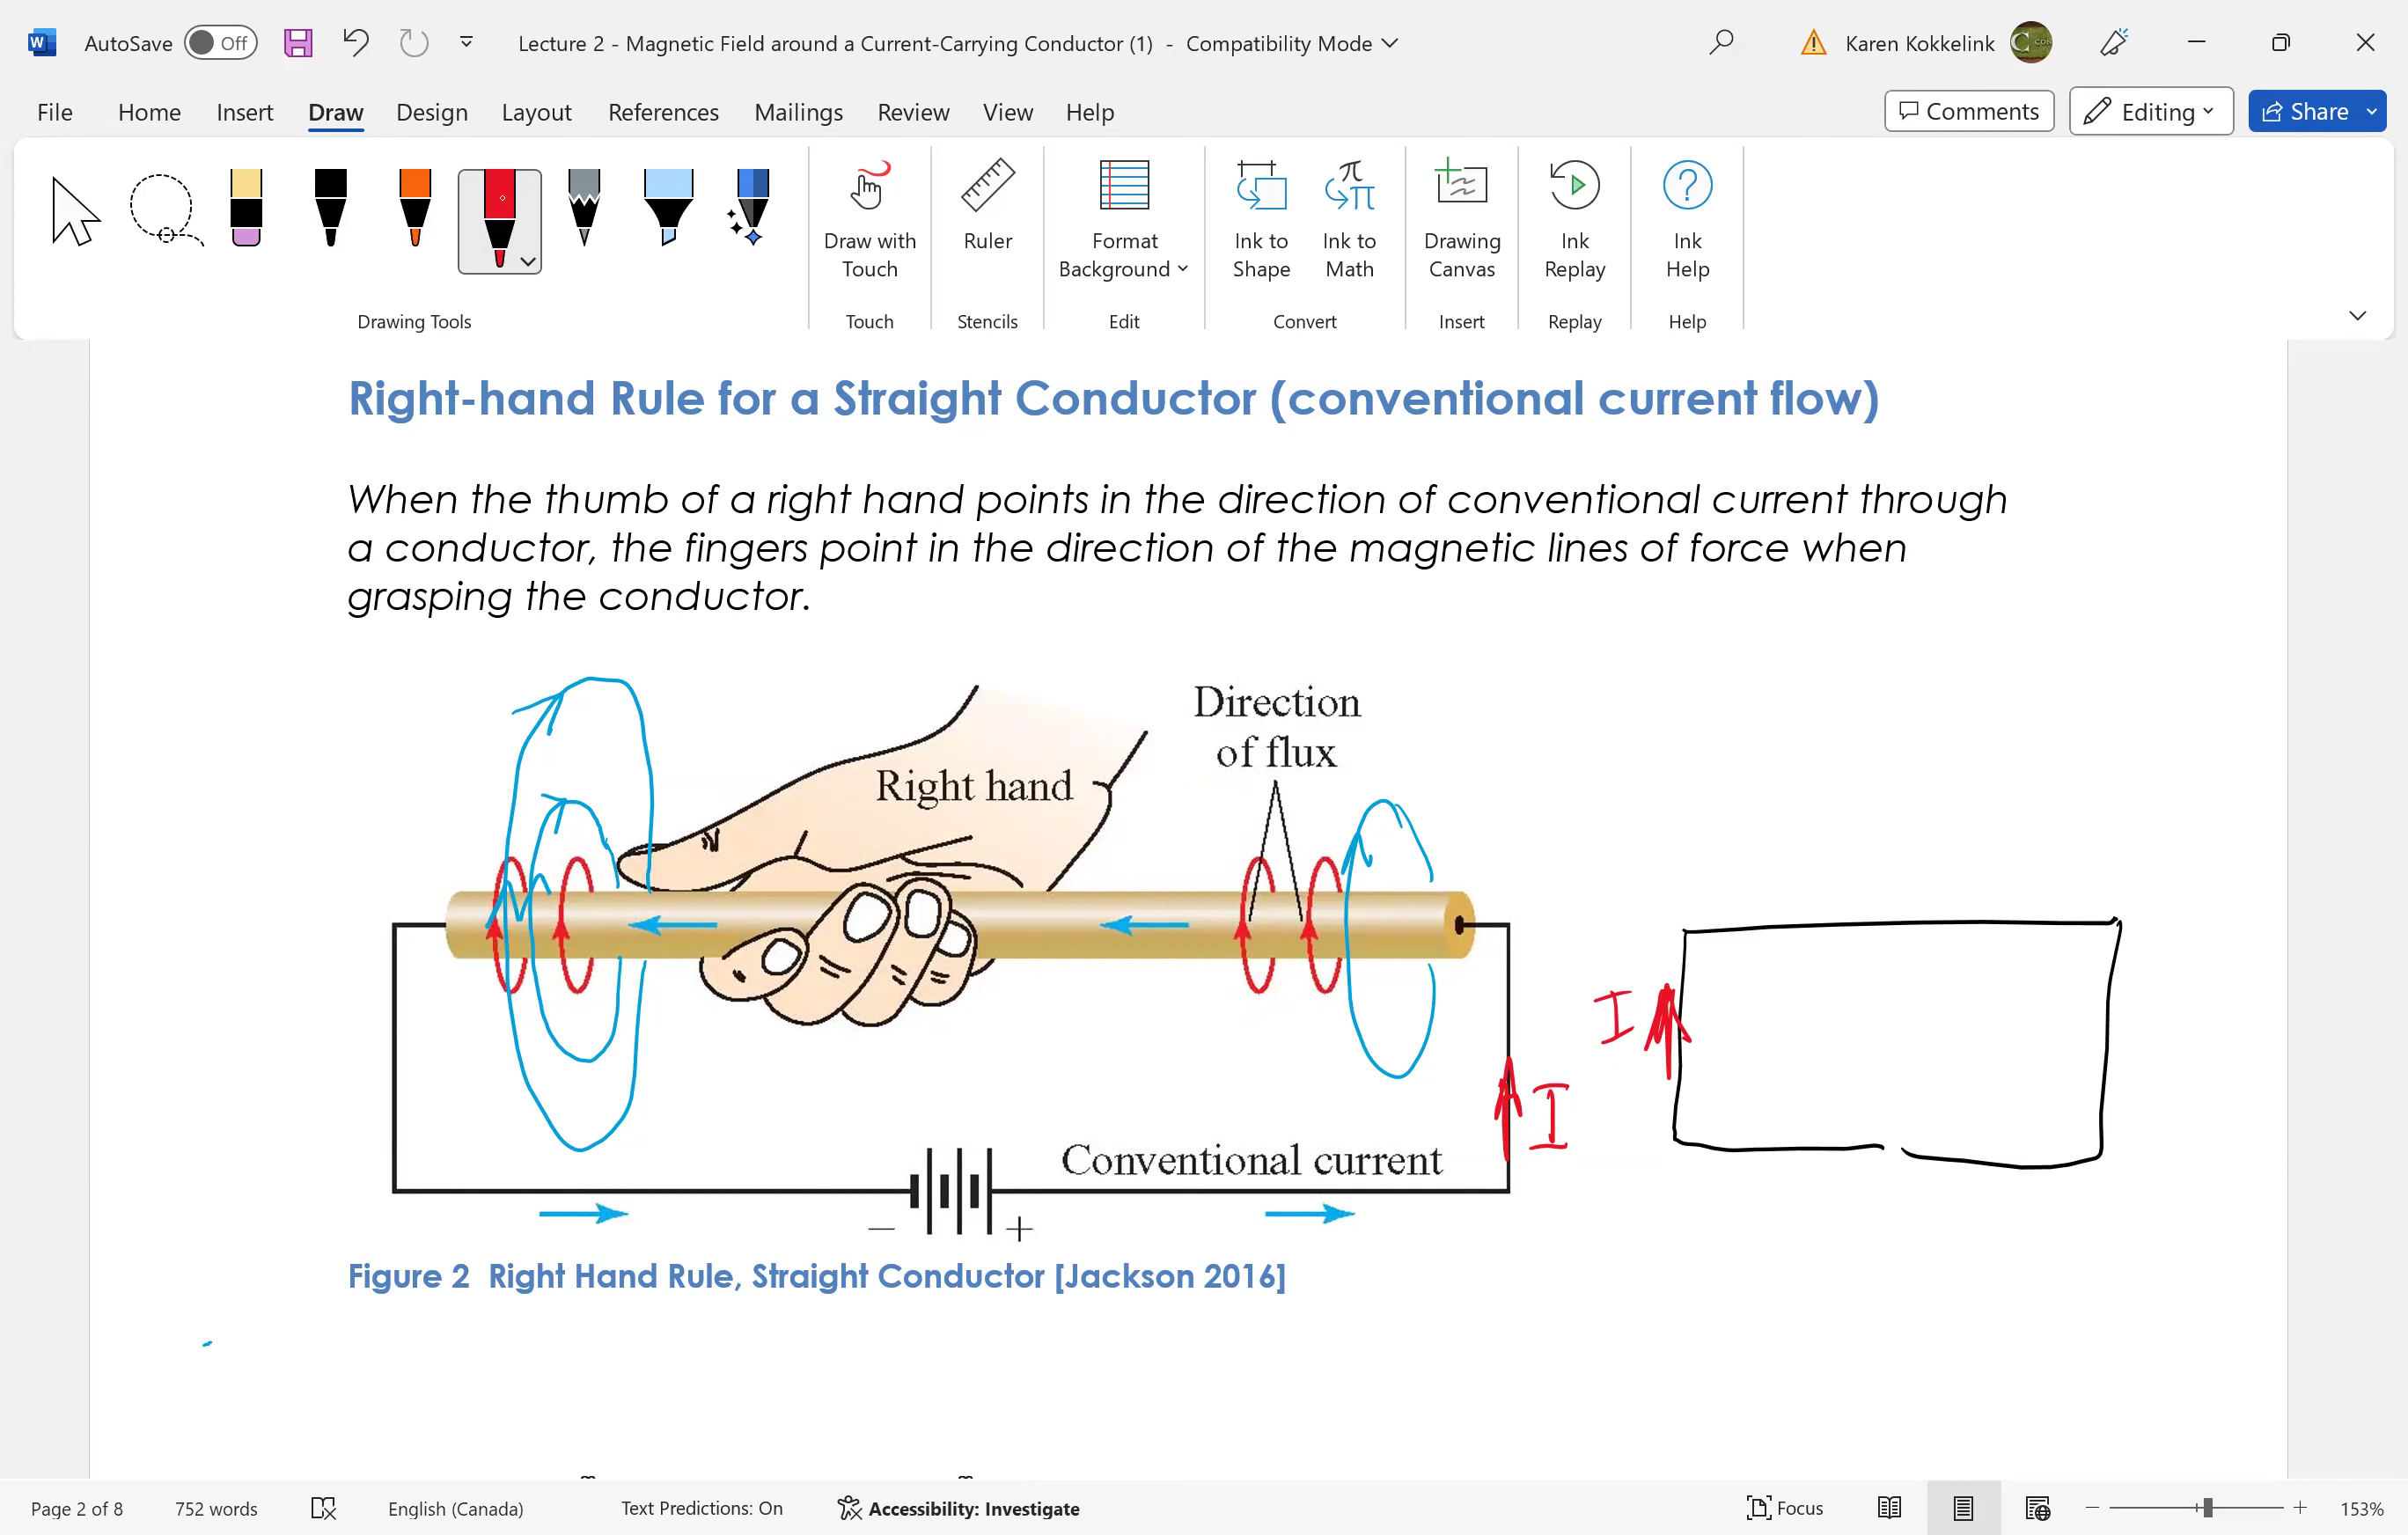 AutoSave Off Lecture 2 - Magnetic Field around a Current-Carrying Conductor (1) - Compatibility Mode Karen Kokkelink
File Home Insert Draw Design Layout References Mailings Review View Help Comments Editing Share
Draw with Touch
Ruler
Format Background
Ink to Shape
Ink to Math
Drawing Canvas
Ink Replay
Ink Help
Drawing Tools Touch Stencils Edit Convert Insert Replay Help
Right-hand Rule for a Straight Conductor (conventional current flow)
When the thumb of a right hand points in the direction of conventional current through
a conductor, the fingers point in the direction of the magnetic lines of force when
grasping the conductor.
Direction
of flux
Right hand
I
I
Conventional current
− +
Figure 2 Right Hand Rule, Straight Conductor [Jackson 2016]
Page 2 of 8 752 words English (Canada) Text Predictions: On Accessibility: Investigate Focus 153%